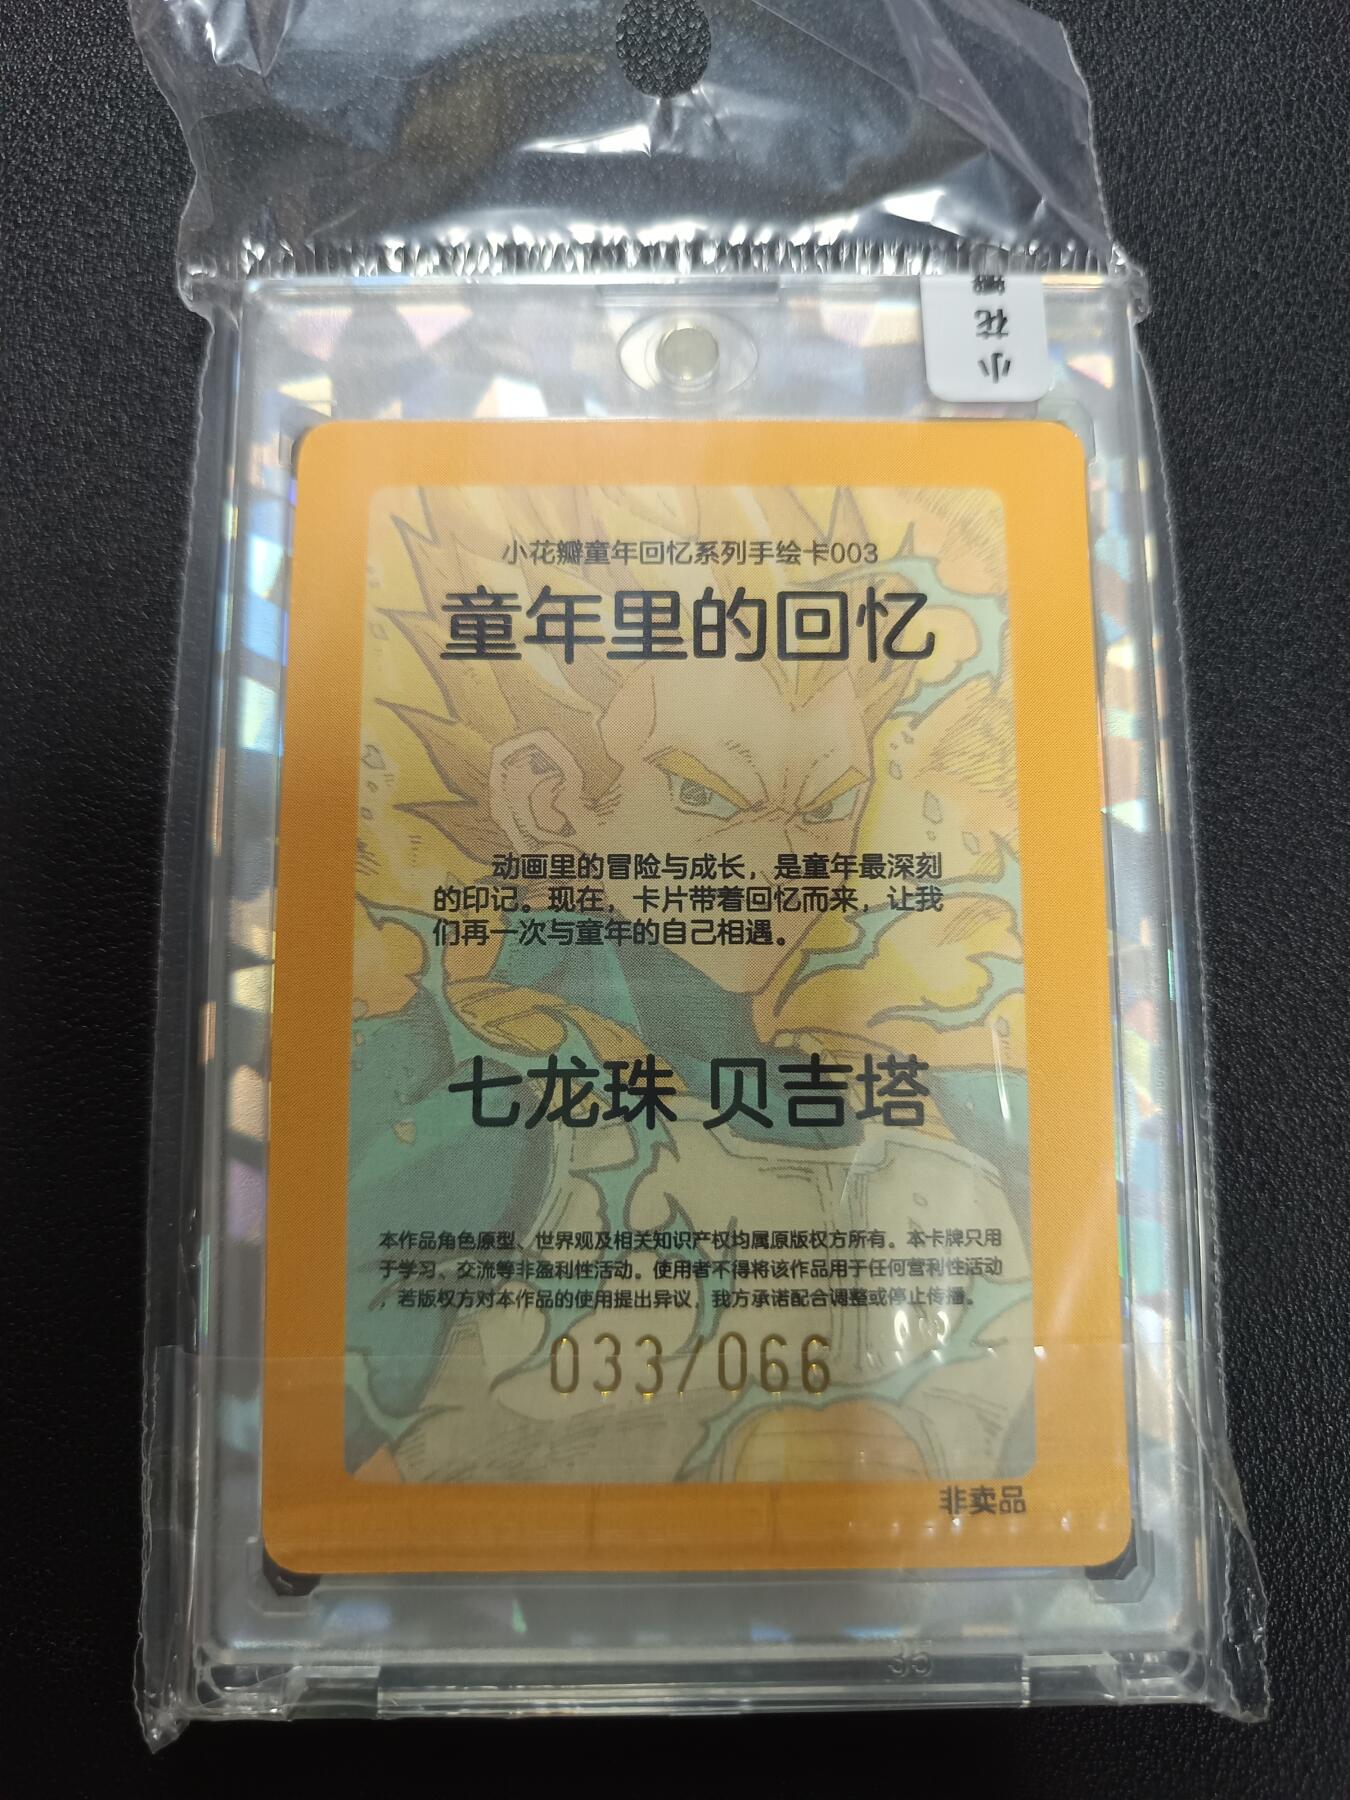 小花瓣
小花瓣童年回忆系列手绘卡003
童年里的回忆
动画里的冒险与成长，是童年最深刻
的印记。现在，卡片带着回忆而来，让我
们再一次与童年的自己相遇。
七龙珠 贝吉塔
本作品角色原型、世界观及相关知识产权均属原版权方所有。本卡牌只用
于学习、交流等非盈利性活动。使用者不得将该作品用于任何营利性活动
，若版权方对本作品的使用提出异议，我方承诺配合调整或停止传播。
033/066
非卖品
35